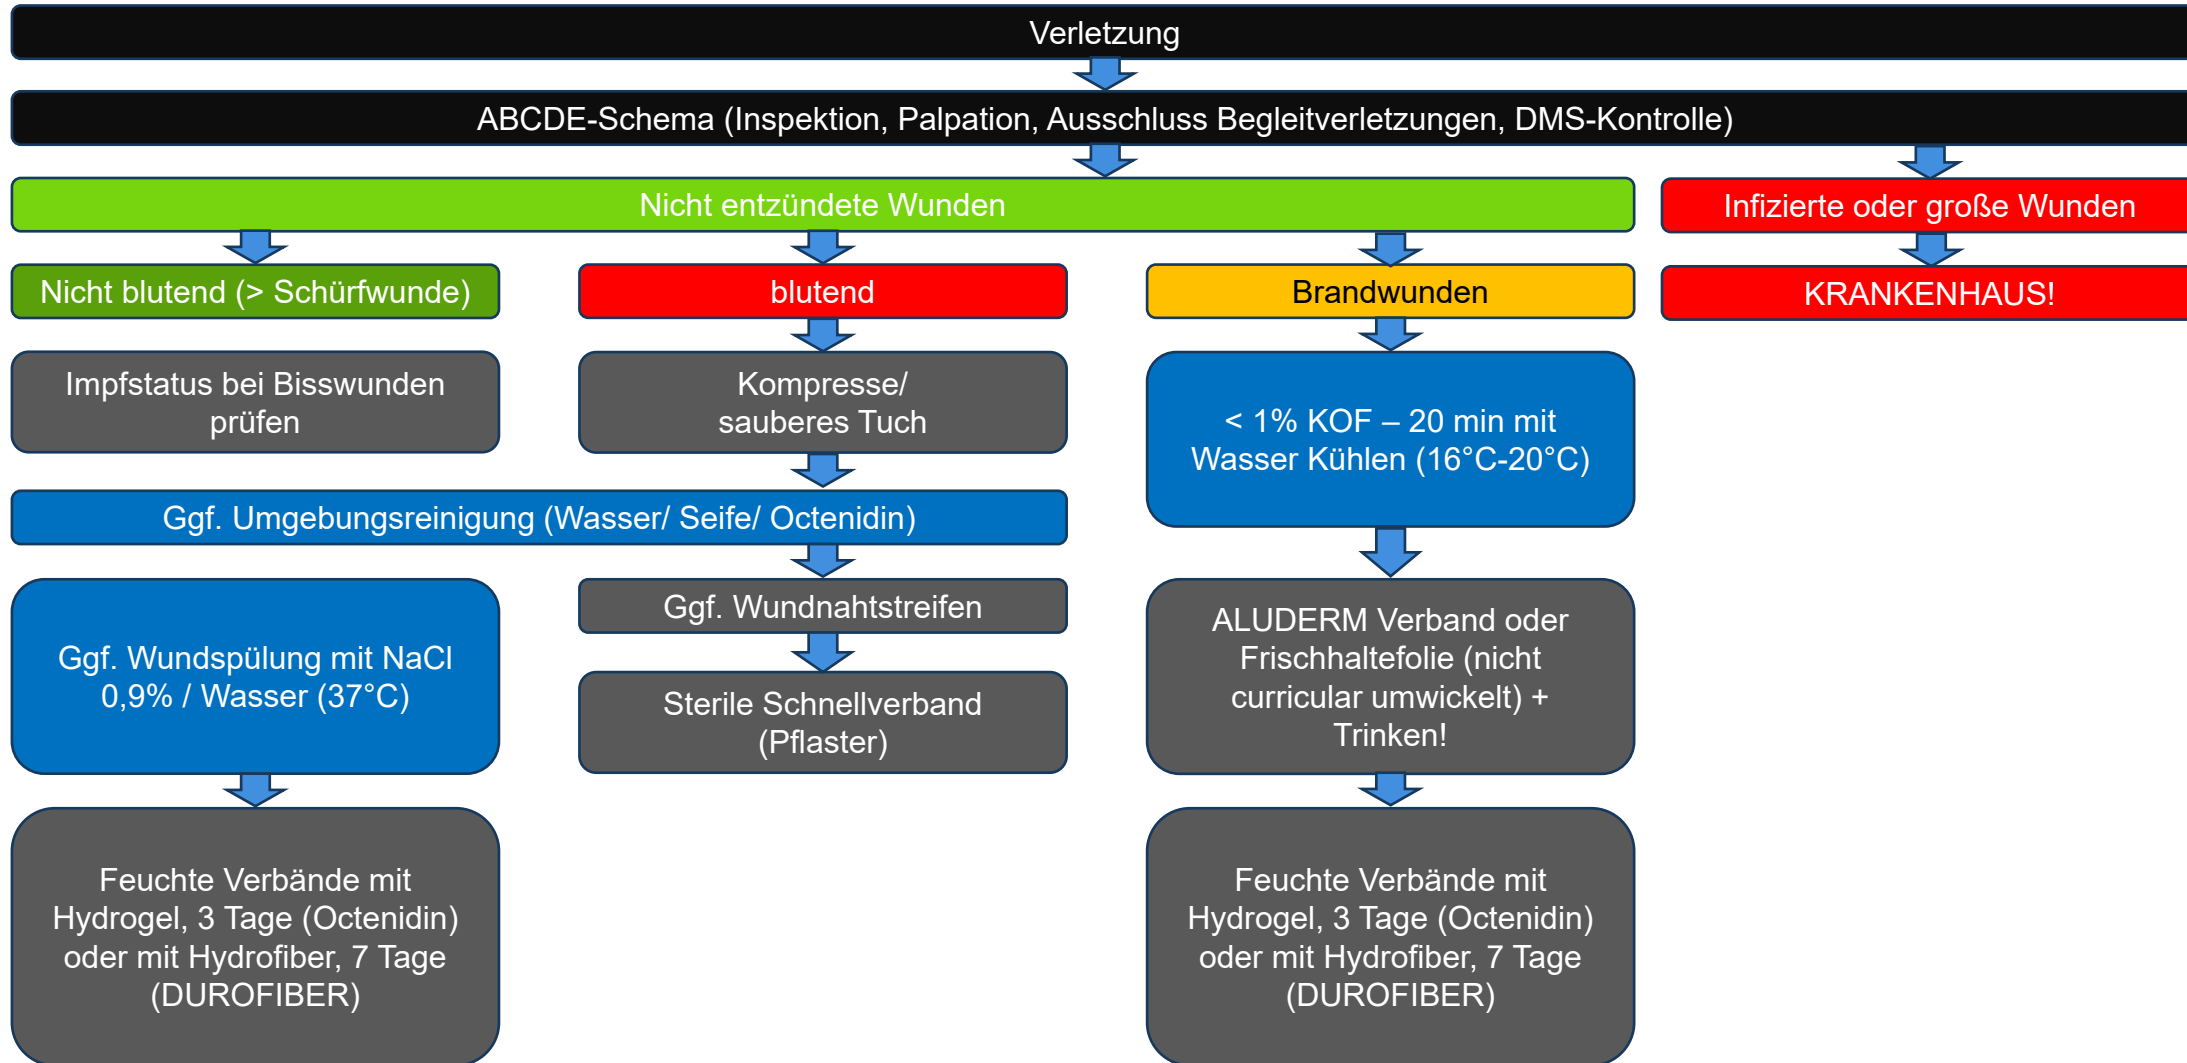 Verletzung
ABCDE-Schema (Inspektion, Palpation, Ausschluss Begleitverletzungen, DMS-Kontrolle)
Nicht entzündete Wunden
Infizierte oder große Wunden
Nicht blutend (> Schürfwunde)
blutend
Brandwunden
KRANKENHAUS!
Impfstatus bei Bisswunden
prüfen
Kompresse/
sauberes Tuch
< 1% KOF – 20 min mit
Wasser Kühlen (16°C-20°C)
Ggf. Umgebungsreinigung (Wasser/ Seife/ Octenidin)
Ggf. Wundspülung mit NaCl
0,9% / Wasser (37°C)
Ggf. Wundnahtstreifen
Sterile Schnellverband
(Pflaster)
ALUDERM Verband oder
Frischhaltefolie (nicht
curricular umwickelt) +
Trinken!
Feuchte Verbände mit
Hydrogel, 3 Tage (Octenidin)
oder mit Hydrofiber, 7 Tage
(DUROFIBER)
Feuchte Verbände mit
Hydrogel, 3 Tage (Octenidin)
oder mit Hydrofiber, 7 Tage
(DUROFIBER)